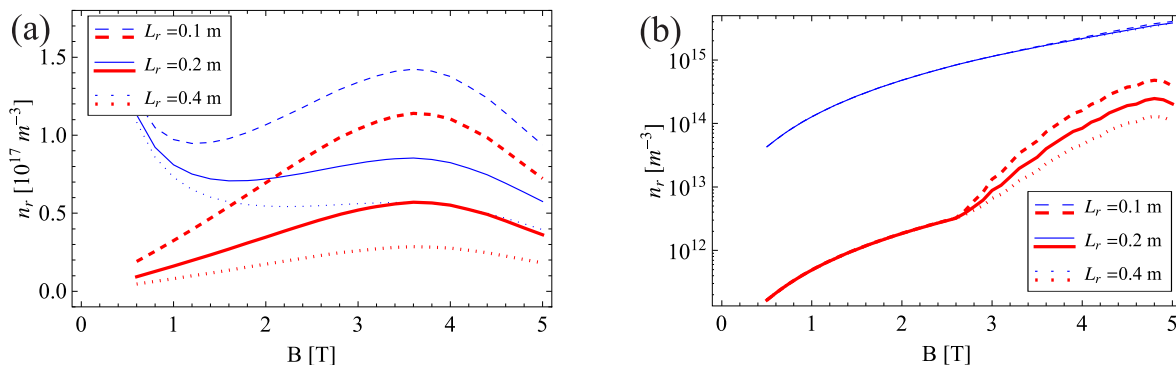 (a)
L_r=0.1 m
L_r=0.2 m
L_r=0.4 m
n_r [10^17 m^−3]
1.5
1.0
0.5
0.0
0 1 2 3 4 5
B [T]
(b)
n_r [m^−3]
10^15
10^14
10^13
10^12
L_r=0.1 m
L_r=0.2 m
L_r=0.4 m
0 1 2 3 4 5
B [T]